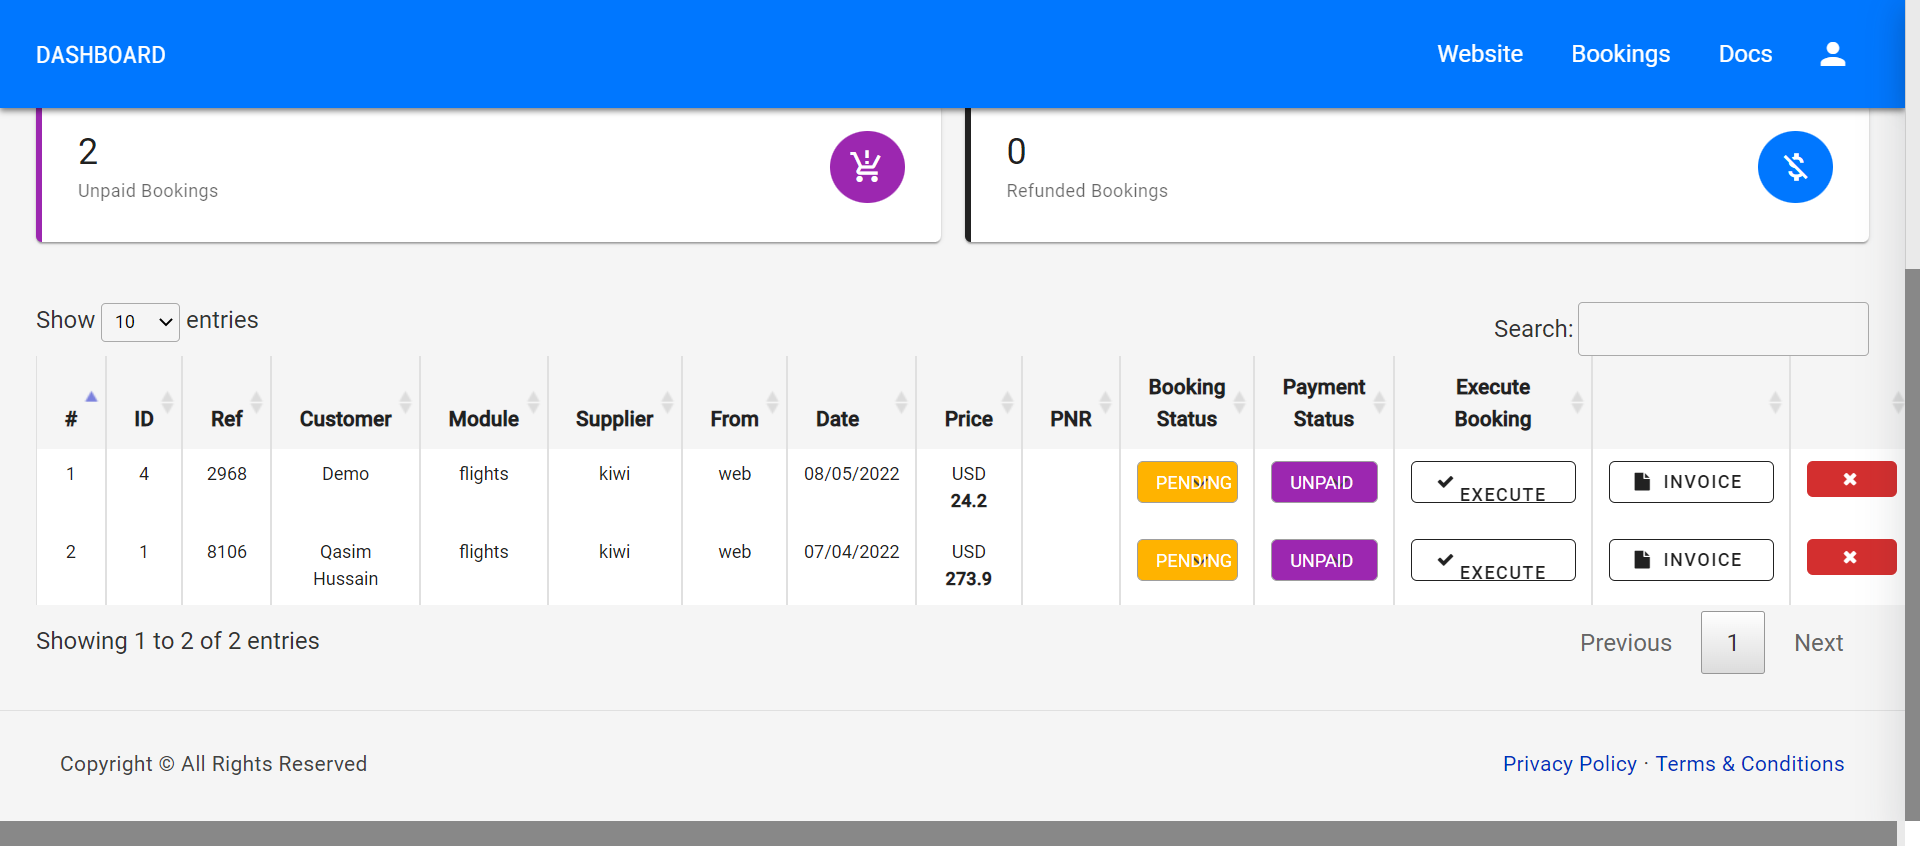 DASHBOARD Website Bookings Docs
2 0
Unpaid Bookings Refunded Bookings
Show 10 entries Search:
Booking Payment Execute
# ID Ref Customer Module Supplier From Date Price PNR Status Status Booking
1 4 2968 Demo flights kiwi web 08/05/2022 USD PENDING UNPAID EXECUTE INVOICE
24.2
2 1 8106 Qasim flights kiwi web 07/04/2022 USD PENDING UNPAID EXECUTE INVOICE
Hussain 273.9
Showing 1 to 2 of 2 entries Previous 1 Next
Copyright © All Rights Reserved Privacy Policy · Terms & Conditions